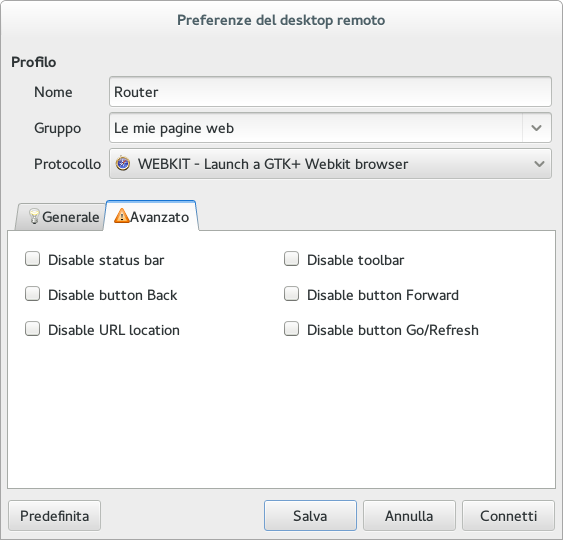 Preferenze del desktop remoto
Profilo
Nome Router
Gruppo Le mie pagine web
Protocollo WEBKIT - Launch a GTK+ Webkit browser
Generale Avanzato
Disable status bar Disable toolbar
Disable button Back Disable button Forward
Disable URL location Disable button Go/Refresh
Predefinita Salva Annulla Connetti